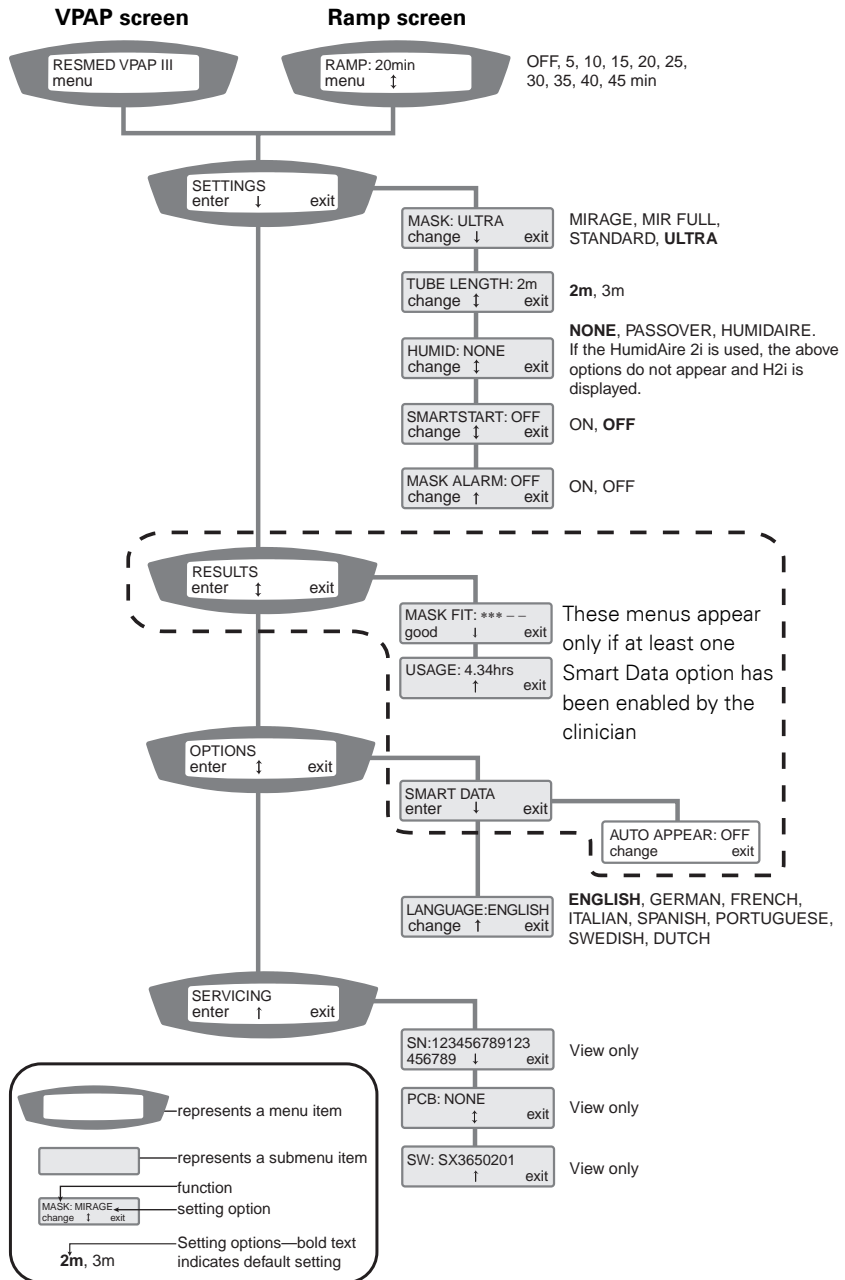 VPAP screen
Ramp screen
RESMED VPAP III
menu
RAMP: 20min
menu ↕
OFF, 5, 10, 15, 20, 25,
30, 35, 40, 45 min
SETTINGS
enter ↓ exit
MASK: ULTRA
change ↓ exit
MIRAGE, MIR FULL,
STANDARD, ULTRA
TUBE LENGTH: 2m
change ↕ exit
2m, 3m
HUMID: NONE
change ↕ exit
NONE, PASSOVER, HUMIDAIRE.
If the HumidAire 2i is used, the above
options do not appear and H2i is
displayed.
SMARTSTART: OFF
change ↕ exit
ON, OFF
MASK ALARM: OFF
change ↑ exit
ON, OFF
RESULTS
enter ↕ exit
MASK FIT: *** – –
good ↓ exit
USAGE: 4.34hrs
↑ exit
These menus appear
only if at least one
Smart Data option has
been enabled by the
clinician
OPTIONS
enter ↕ exit
SMART DATA
enter ↓ exit
AUTO APPEAR: OFF
change exit
LANGUAGE:ENGLISH
change ↑ exit
ENGLISH, GERMAN, FRENCH,
ITALIAN, SPANISH, PORTUGUESE,
SWEDISH, DUTCH
SERVICING
enter ↑ exit
SN:123456789123
456789 ↓ exit
View only
PCB: NONE
↕ exit
View only
SW: SX3650201
↑ exit
View only
represents a menu item
represents a submenu item
function
MASK: MIRAGE
change ↕ exit
setting option
2m, 3m
Setting options—bold text
indicates default setting